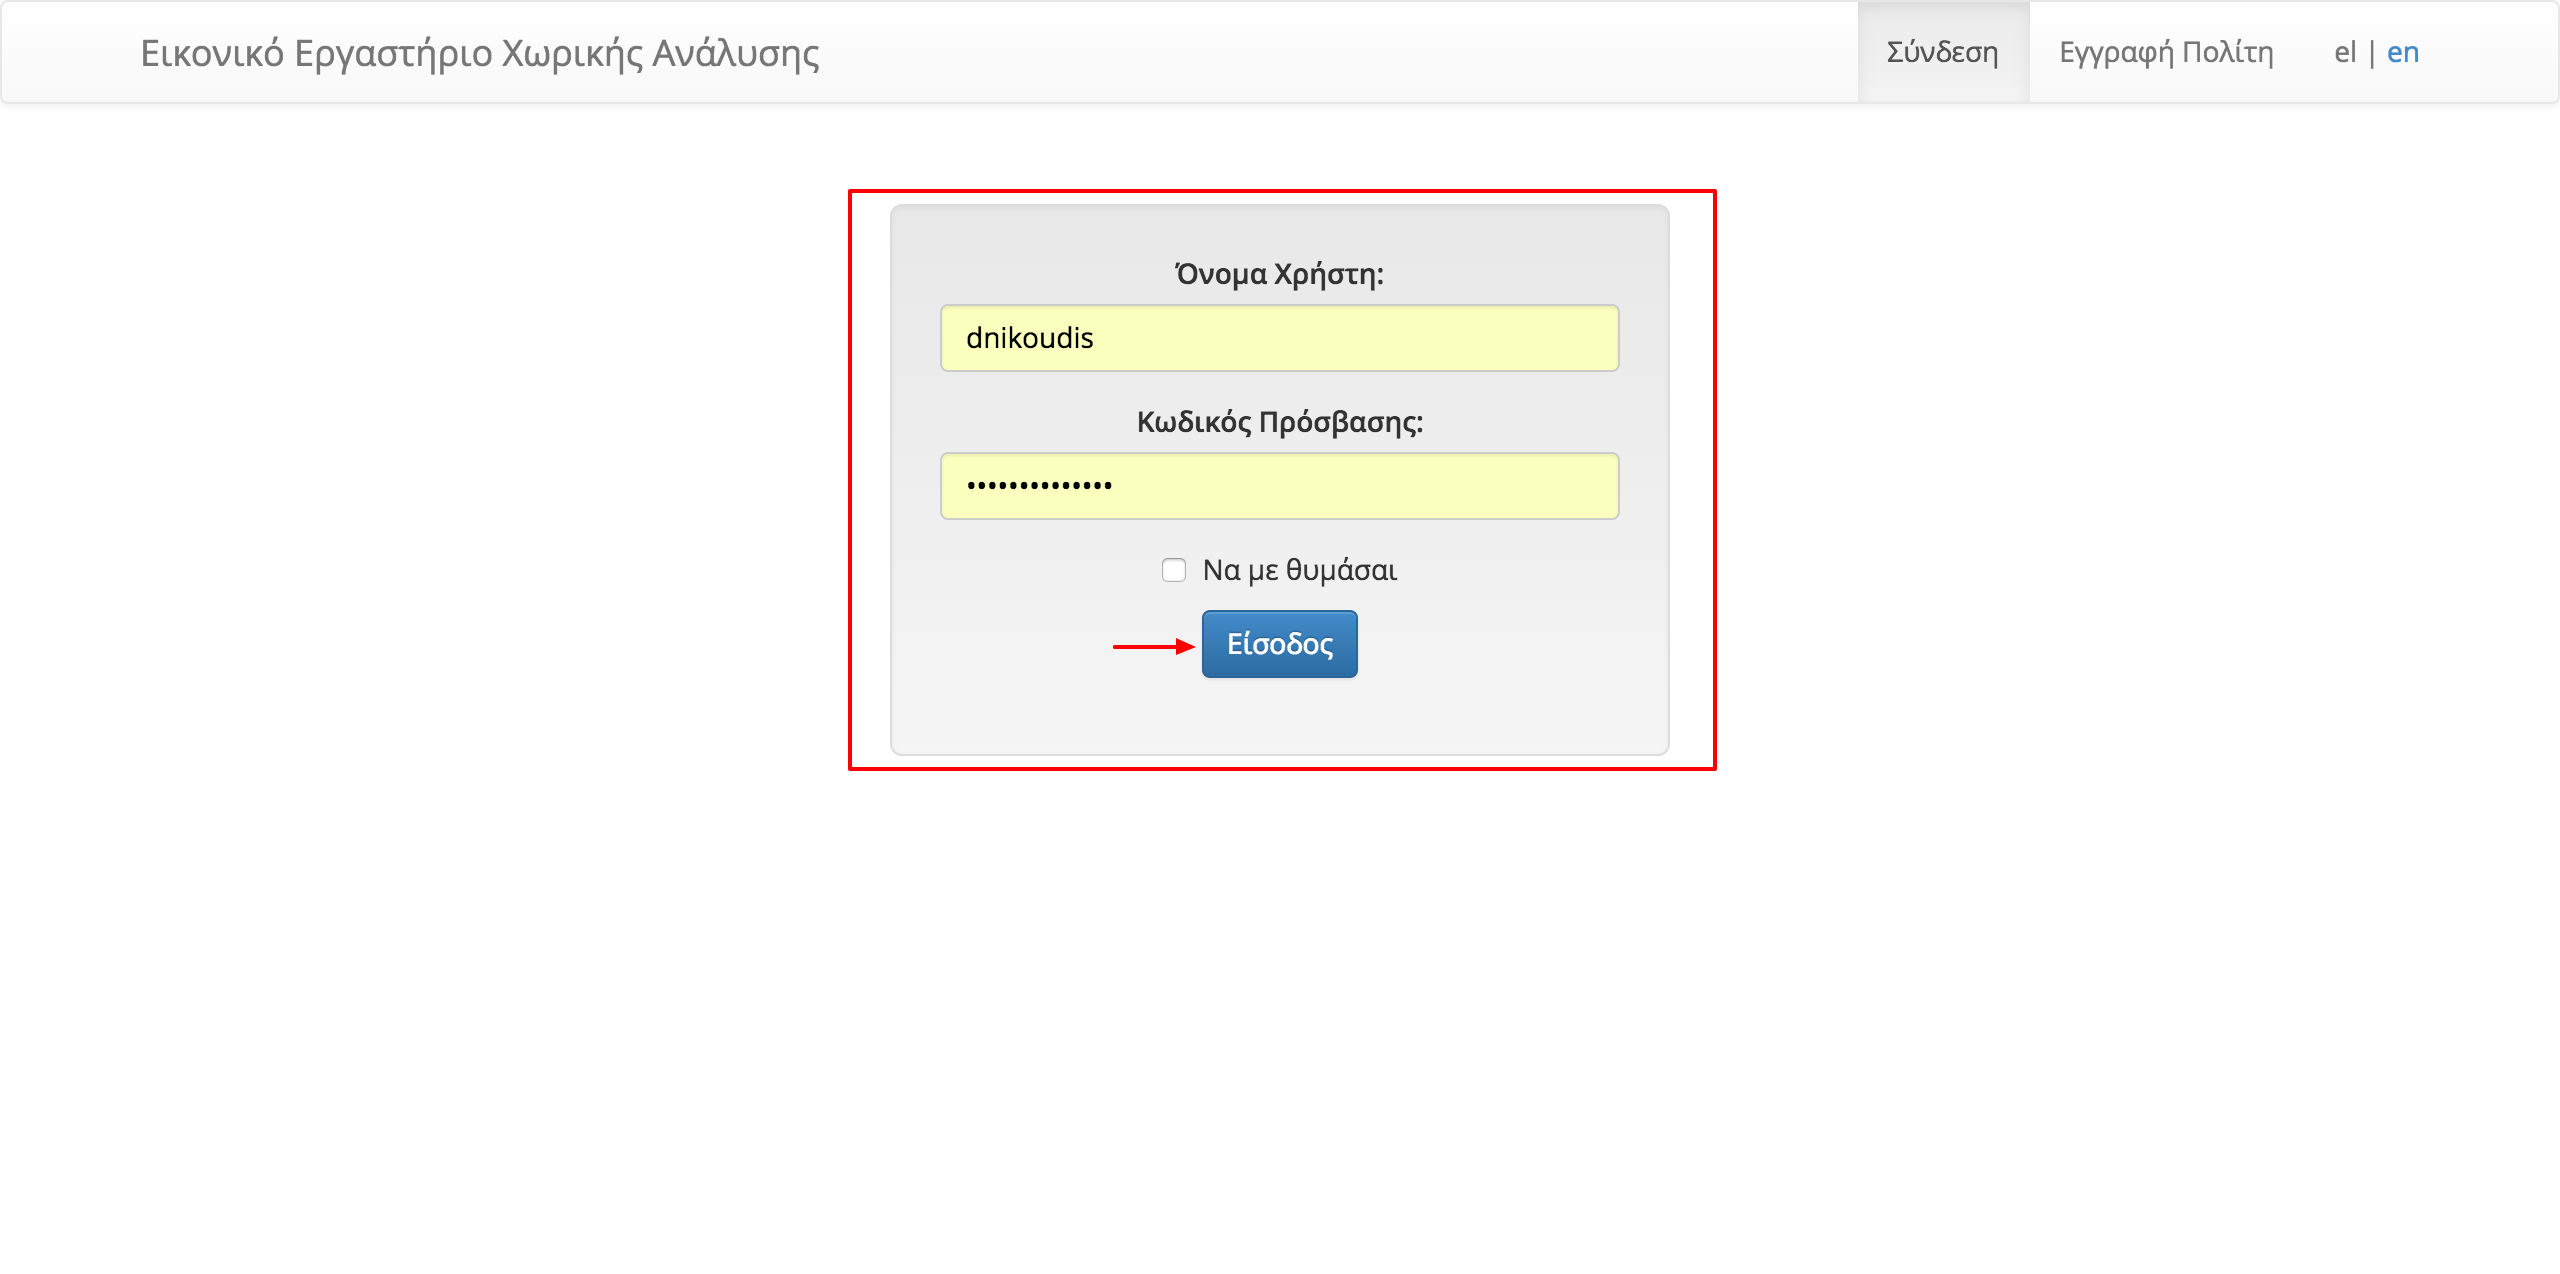 Εικονικό Εργαστήριο Χωρικής Ανάλυσης
Σύνδεση
Εγγραφή Πολίτη
el | en
Όνομα Χρήστη:
dnikoudis
Κωδικός Πρόσβασης:
••••••••••••••
Να με θυμάσαι
Είσοδος